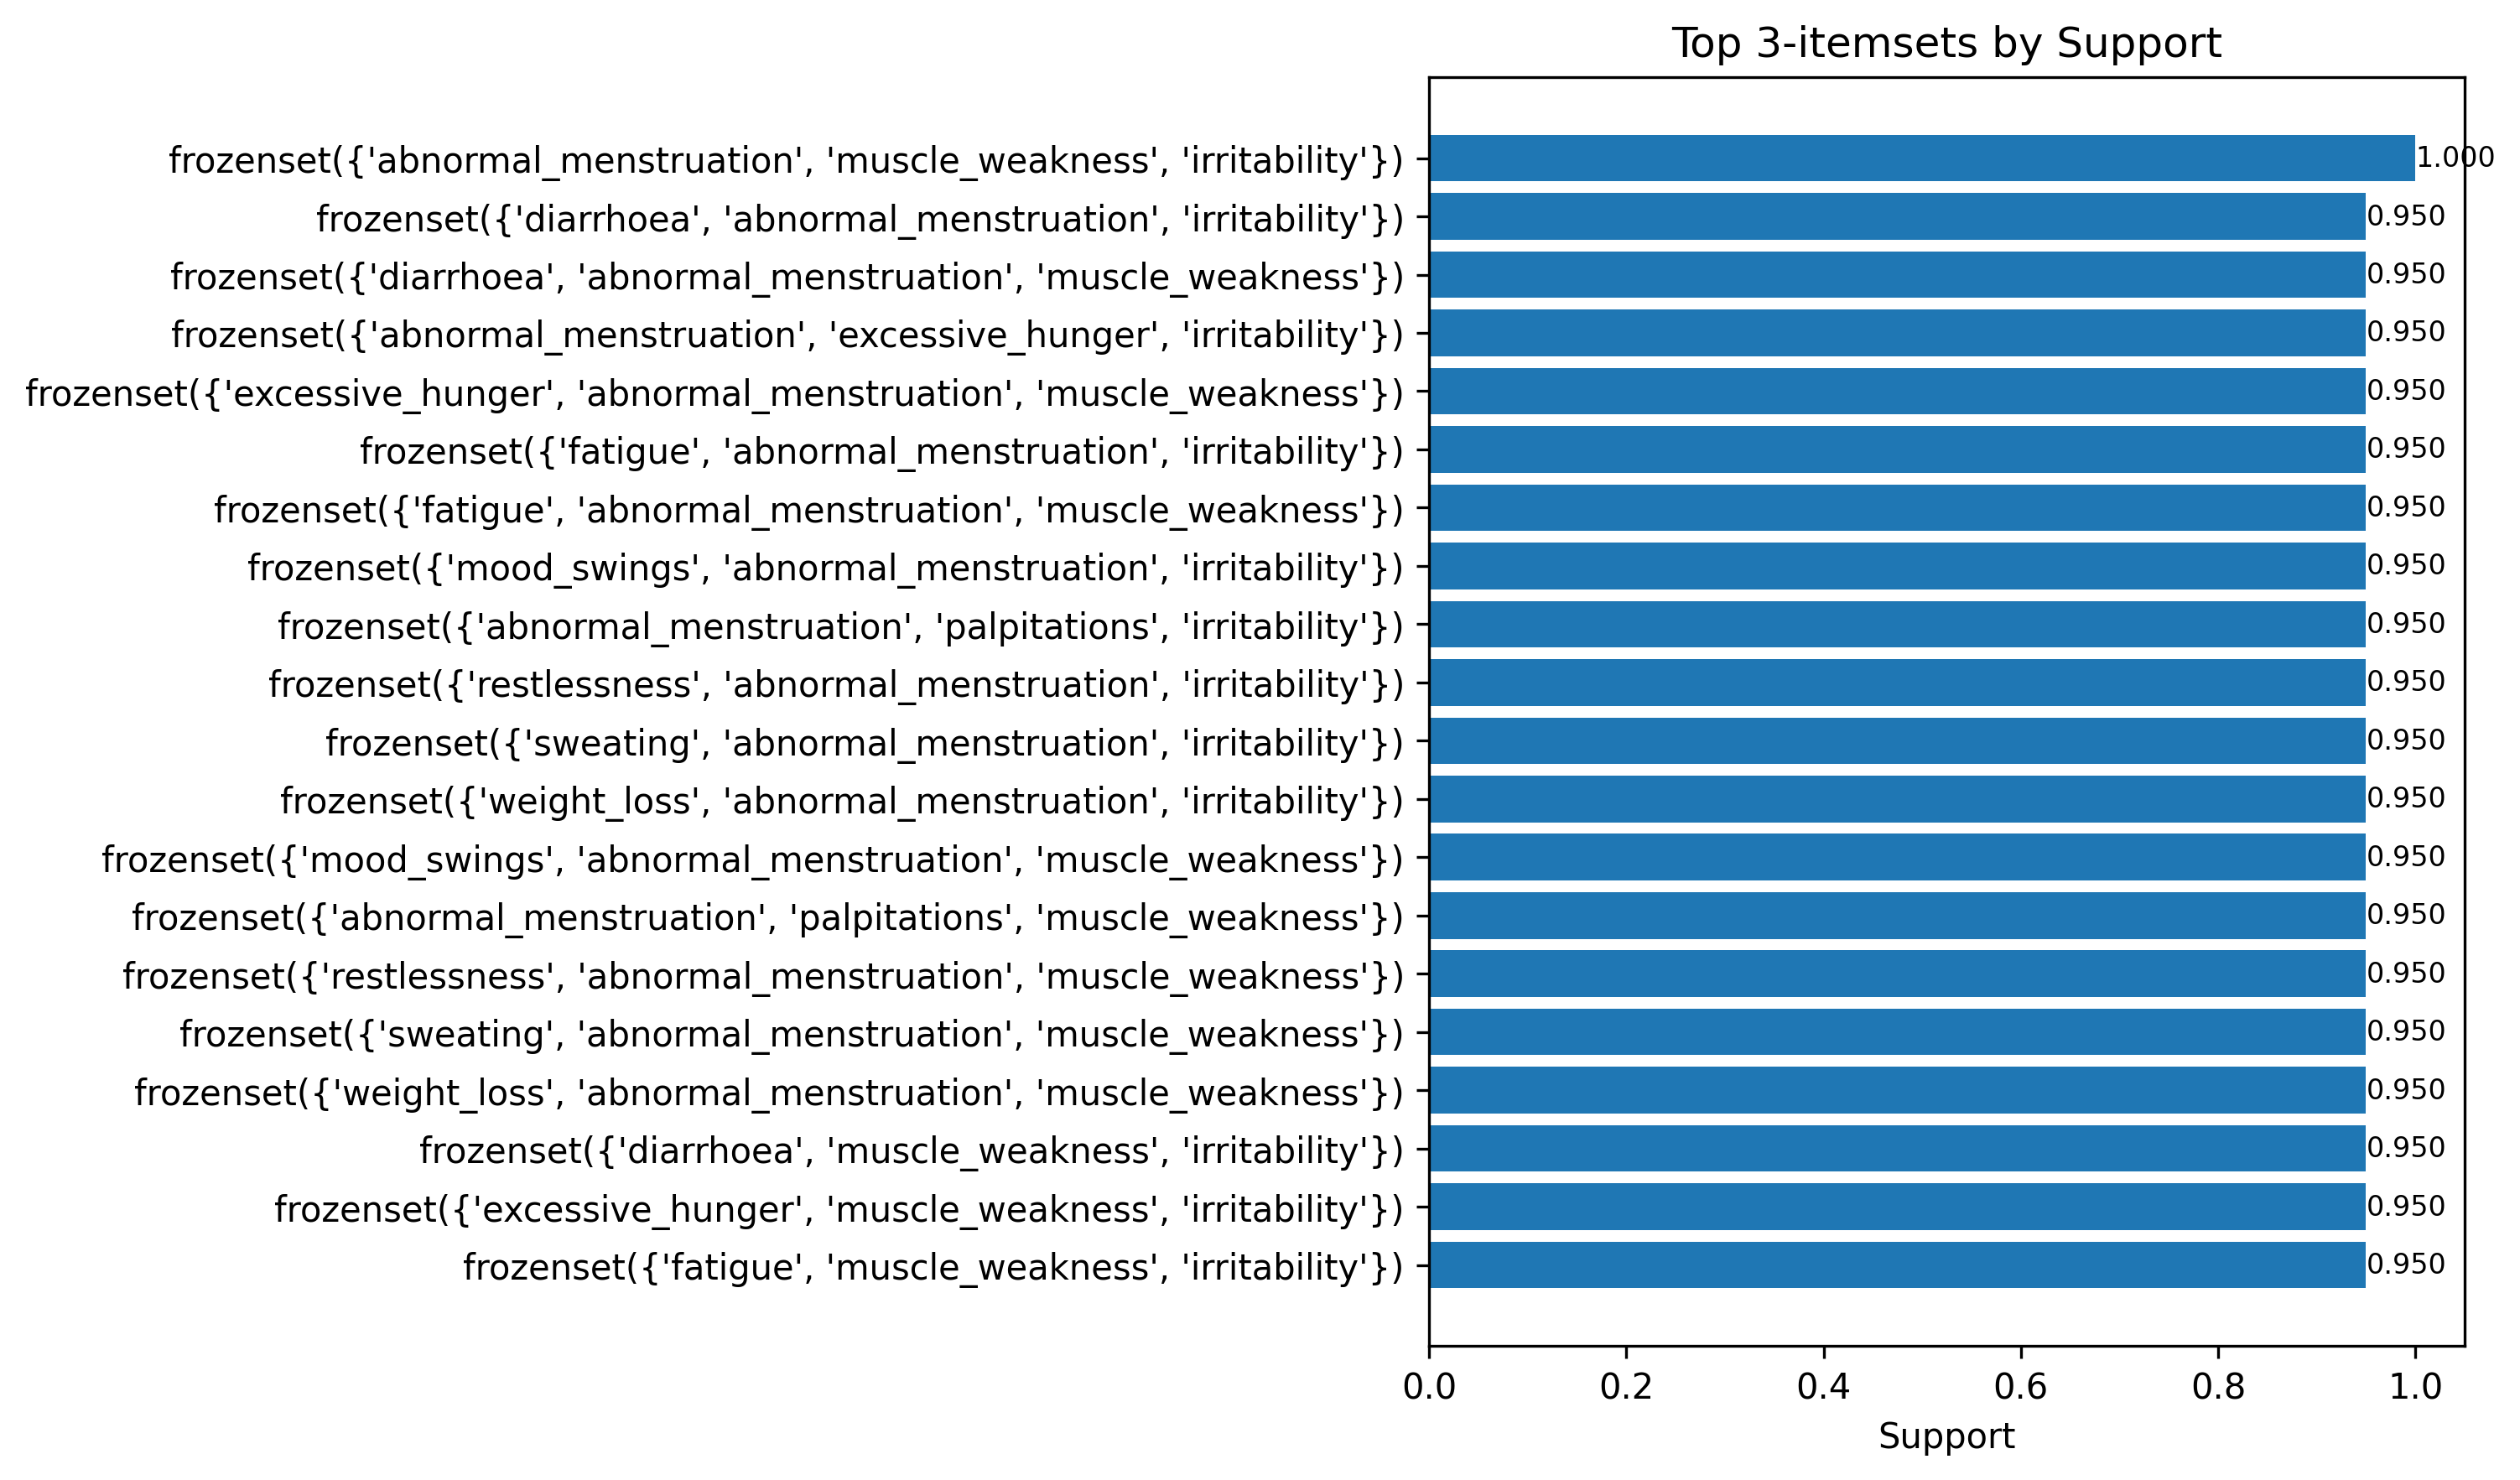 Top 3-itemsets by Support
frozenset({'abnormal_menstruation', 'muscle_weakness', 'irritability'}) 1.000
frozenset({'diarrhoea', 'abnormal_menstruation', 'irritability'}) 0.950
frozenset({'diarrhoea', 'abnormal_menstruation', 'muscle_weakness'}) 0.950
frozenset({'abnormal_menstruation', 'excessive_hunger', 'irritability'}) 0.950
frozenset({'excessive_hunger', 'abnormal_menstruation', 'muscle_weakness'}) 0.950
frozenset({'fatigue', 'abnormal_menstruation', 'irritability'}) 0.950
frozenset({'fatigue', 'abnormal_menstruation', 'muscle_weakness'}) 0.950
frozenset({'mood_swings', 'abnormal_menstruation', 'irritability'}) 0.950
frozenset({'abnormal_menstruation', 'palpitations', 'irritability'}) 0.950
frozenset({'restlessness', 'abnormal_menstruation', 'irritability'}) 0.950
frozenset({'sweating', 'abnormal_menstruation', 'irritability'}) 0.950
frozenset({'weight_loss', 'abnormal_menstruation', 'irritability'}) 0.950
frozenset({'mood_swings', 'abnormal_menstruation', 'muscle_weakness'}) 0.950
frozenset({'abnormal_menstruation', 'palpitations', 'muscle_weakness'}) 0.950
frozenset({'restlessness', 'abnormal_menstruation', 'muscle_weakness'}) 0.950
frozenset({'sweating', 'abnormal_menstruation', 'muscle_weakness'}) 0.950
frozenset({'weight_loss', 'abnormal_menstruation', 'muscle_weakness'}) 0.950
frozenset({'diarrhoea', 'muscle_weakness', 'irritability'}) 0.950
frozenset({'excessive_hunger', 'muscle_weakness', 'irritability'}) 0.950
frozenset({'fatigue', 'muscle_weakness', 'irritability'}) 0.950
0.0 0.2 0.4 0.6 0.8 1.0
Support